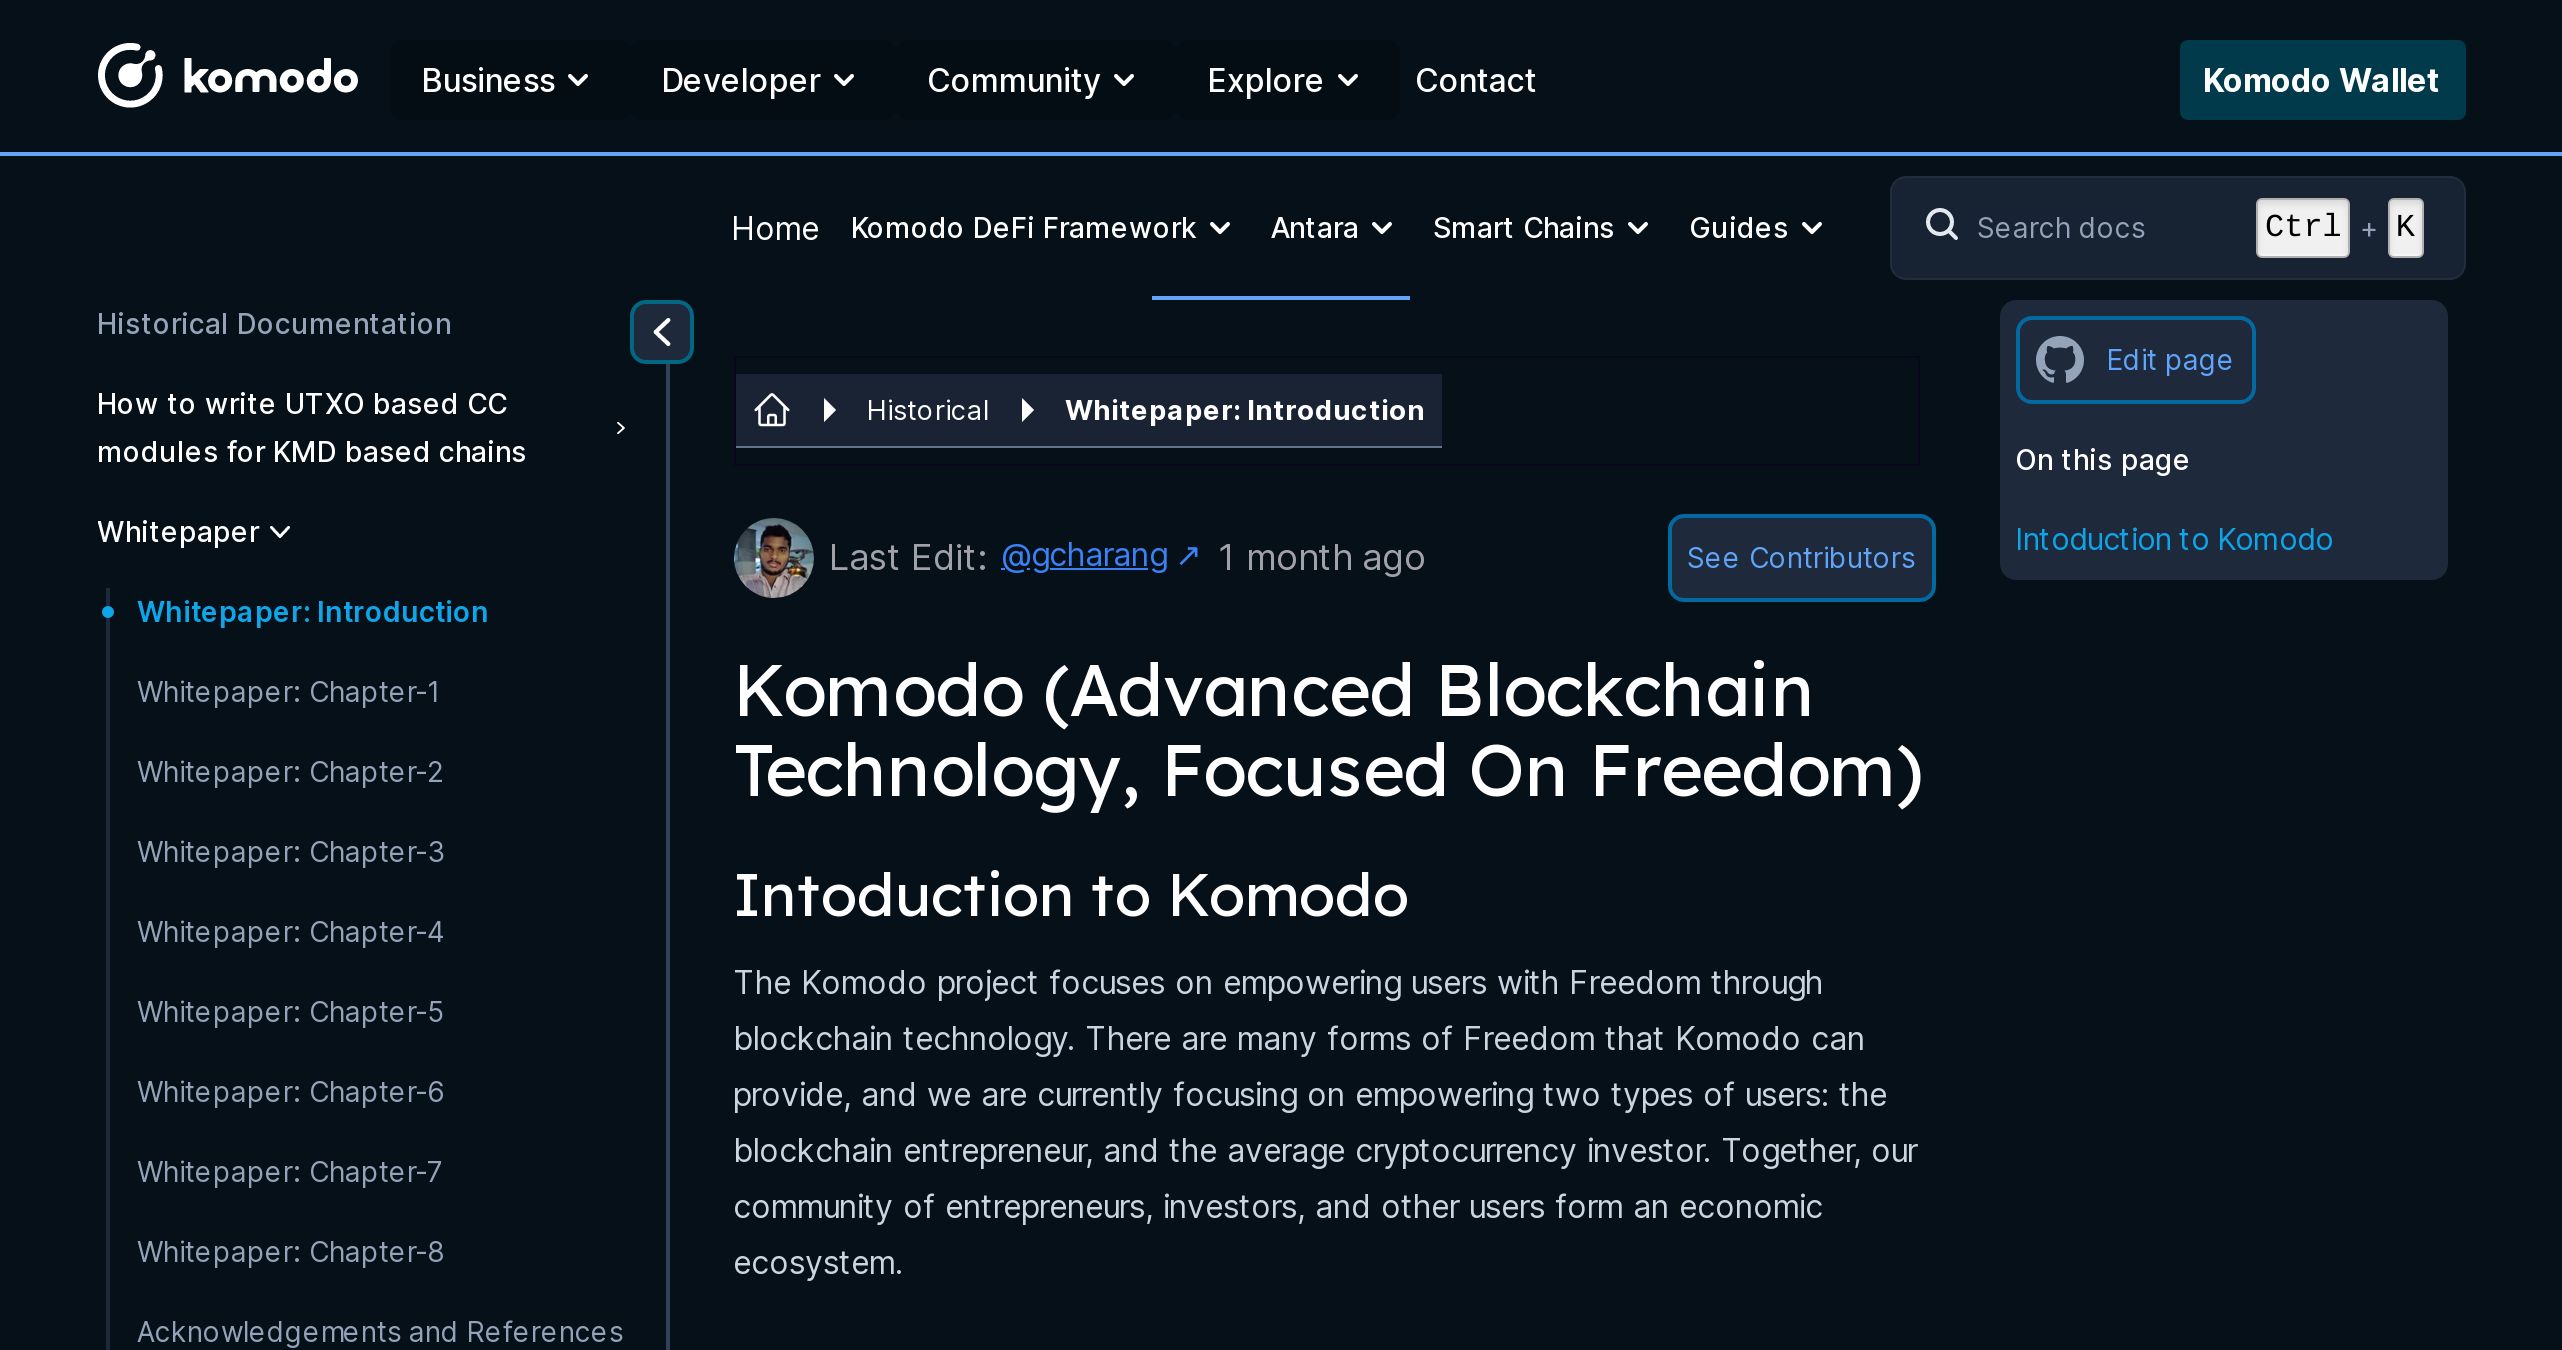 komodo
Business
Developer
Community
Explore
Contact
Komodo Wallet
Home
Komodo DeFi Framework
Antara
Smart Chains
Guides
Search docs
Ctrl + K
Historical Documentation
How to write UTXO based CC
modules for KMD based chains
Whitepaper
Whitepaper: Introduction
Whitepaper: Chapter-1
Whitepaper: Chapter-2
Whitepaper: Chapter-3
Whitepaper: Chapter-4
Whitepaper: Chapter-5
Whitepaper: Chapter-6
Whitepaper: Chapter-7
Whitepaper: Chapter-8
Acknowledgements and References
Historical
Whitepaper: Introduction
Last Edit: @gcharang ↗ 1 month ago
See Contributors
Komodo (Advanced Blockchain
Technology, Focused On Freedom)
Intoduction to Komodo
The Komodo project focuses on empowering users with Freedom through
blockchain technology. There are many forms of Freedom that Komodo can
provide, and we are currently focusing on empowering two types of users: the
blockchain entrepreneur, and the average cryptocurrency investor. Together, our
community of entrepreneurs, investors, and other users form an economic
ecosystem.
Edit page
On this page
Intoduction to Komodo